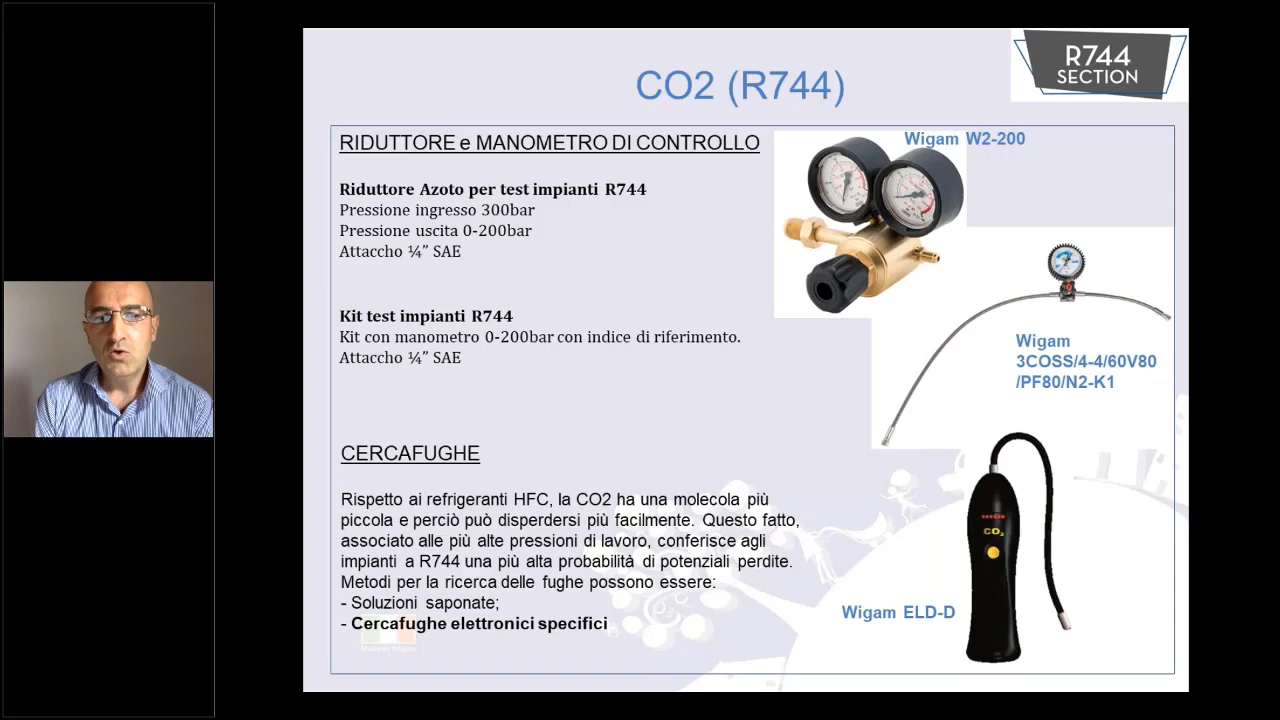 R744
SECTION
CO2 (R744)
RIDUTTORE e MANOMETRO DI CONTROLLO
Wigam W2-200
Riduttore Azoto per test impianti R744
Pressione ingresso 300bar
Pressione uscita 0-200bar
Attaccho ¼” SAE
Kit test impianti R744
Kit con manometro 0-200bar con indice di riferimento.
Attaccho ¼” SAE
Wigam
3COSS/4-4/60V80
/PF80/N2-K1
CERCAFUGHE
Rispetto ai refrigeranti HFC, la CO2 ha una molecola più
piccola e perciò può disperdersi più facilmente. Questo fatto,
associato alle più alte pressioni di lavoro, conferisce agli
impianti a R744 una più alta probabilità di potenziali perdite.
Metodi per la ricerca delle fughe possono essere:
- Soluzioni saponate;
- Cercafughe elettronici specifici
CO2
Wigam ELD-D